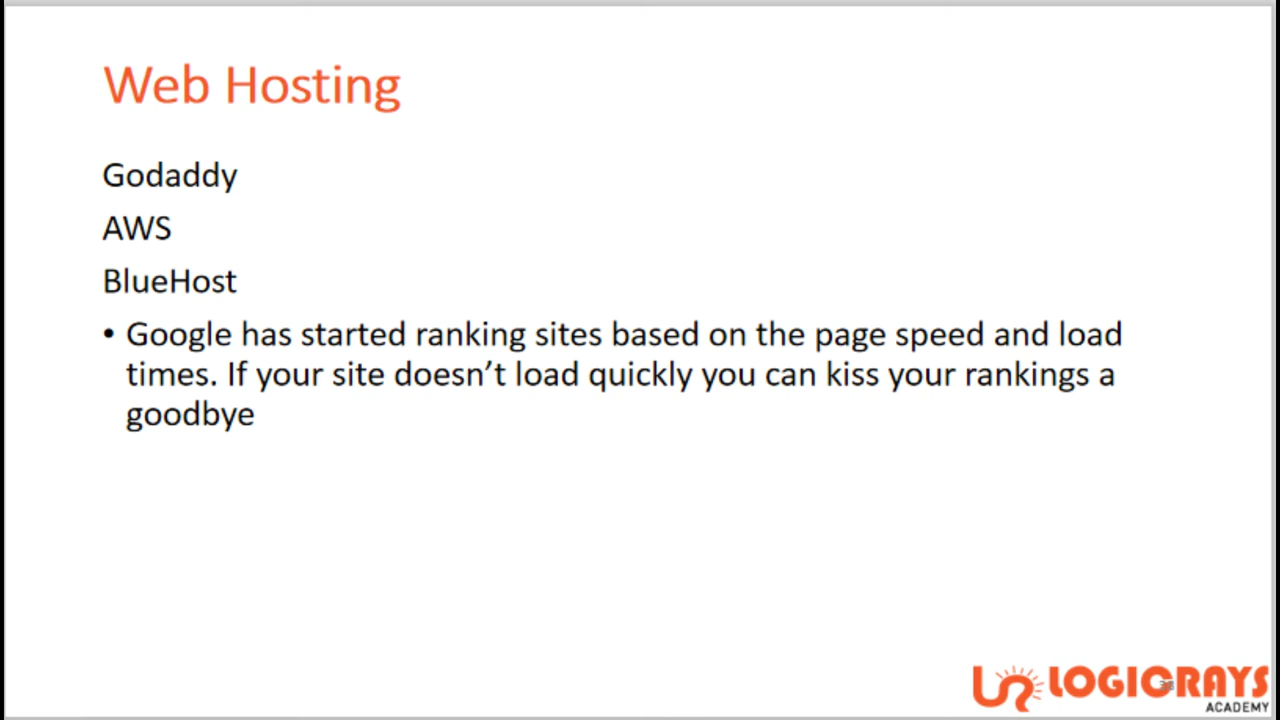 Web Hosting
Godaddy
AWS
BlueHost
• Google has started ranking sites based on the page speed and load
times. If your site doesn’t load quickly you can kiss your rankings a
goodbye
LOGICRAYS
ACADEMY